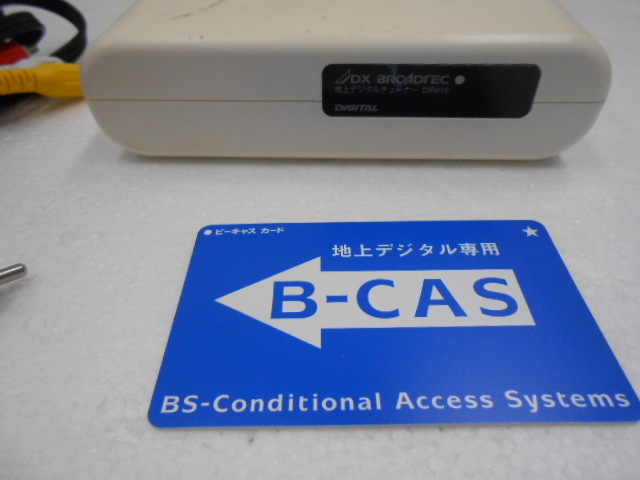 DX BROADTEC
地上デジタルチューナー DIR910
DIGITAL
ビーキャス カード
地上デジタル専用
B-CAS
BS-Conditional Access Systems